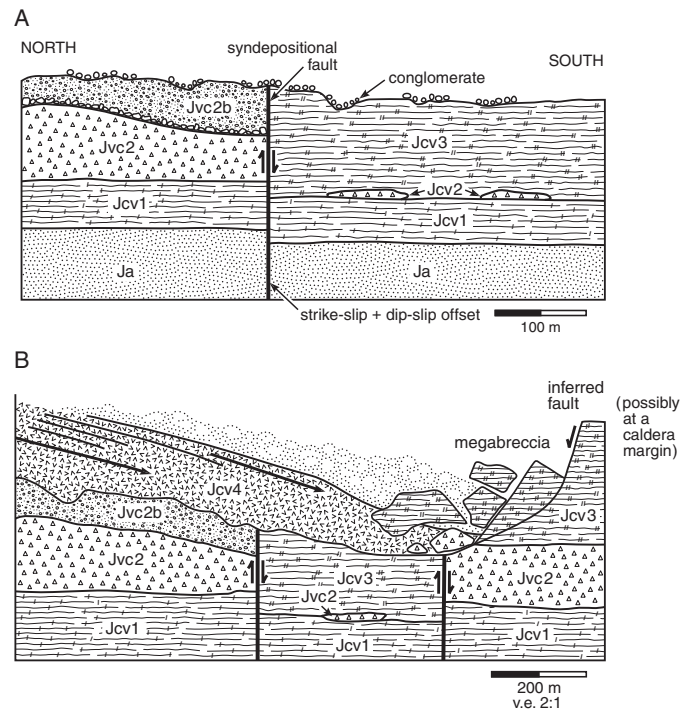 A
NORTH
syndepositional
fault
conglomerate
SOUTH
Jvc2b
Jvc2
Jcv3
Jcv2
Jcv1
Jcv1
Ja
Ja
strike-slip + dip-slip offset
100 m
B
inferred
fault
(possibly
at a
caldera
margin)
megabreccia
Jcv4
Jvc2b
Jcv3
Jvc2
Jcv3
Jvc2
Jvc2
Jcv1
Jcv1
Jcv1
200 m
v.e. 2:1